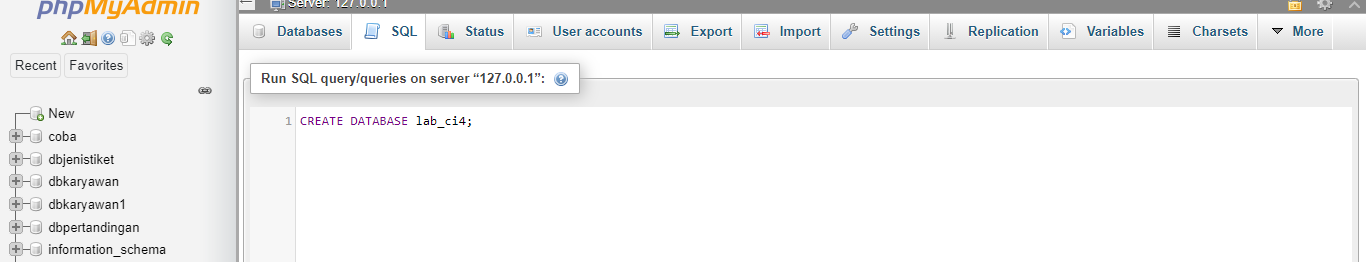 phpMyAdmin
Recent Favorites
New
coba
dbjenistiket
dbkaryawan
dbkaryawan1
dbpertandingan
information_schema
Server: 127.0.0.1
Databases SQL Status User accounts Export Import Settings Replication Variables Charsets More
Run SQL query/queries on server “127.0.0.1”:
1 CREATE DATABASE lab_ci4;